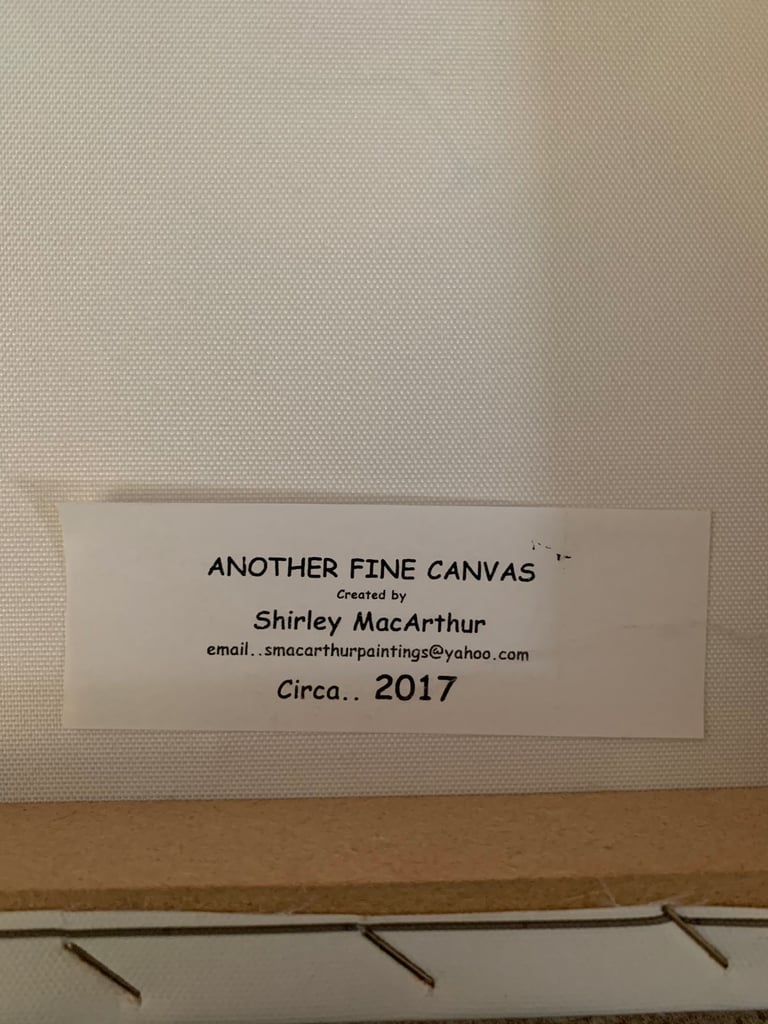 ANOTHER FINE CANVAS
Created by
Shirley MacArthur
email..smacarthurpaintings@yahoo.com
Circa.. 2017